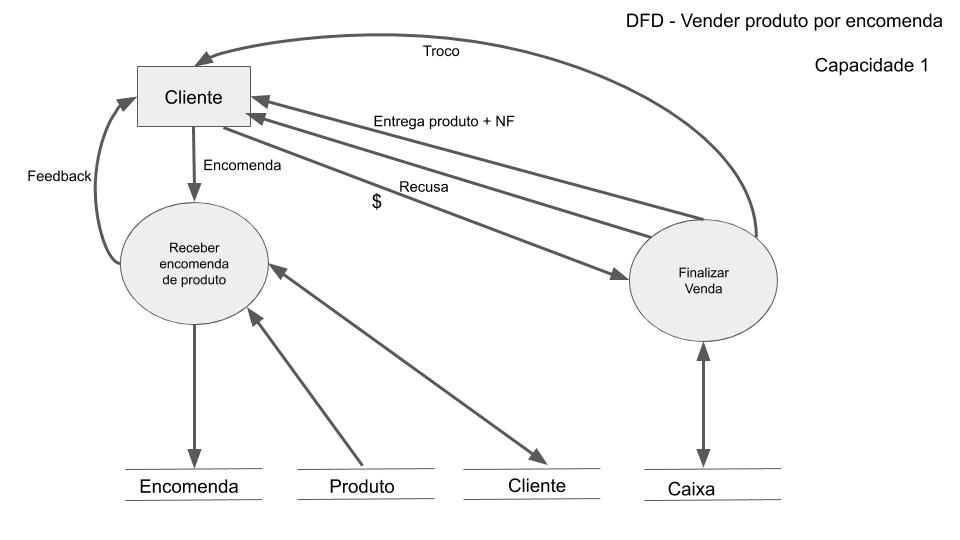 DFD - Vender produto por encomenda
Capacidade 1
Troco
Cliente
Entrega produto + NF
Encomenda
Feedback
Recusa
$
Receber
encomenda
de produto
Finalizar
Venda
Encomenda
Produto
Cliente
Caixa